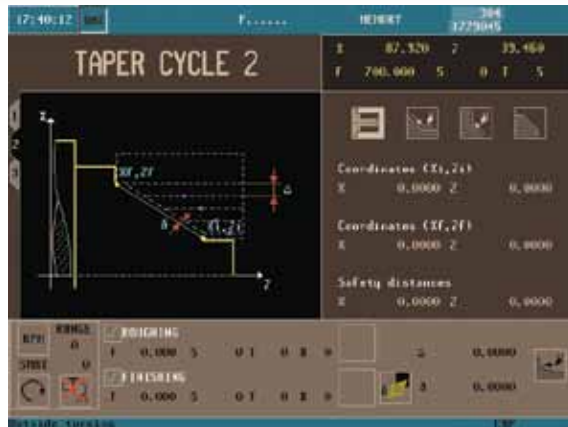 17:40:12 F...... MEMORY
TAPER CYCLE 2
X 87.920 Z 39.460
F 700.000 S 0 T 5
1
2
3
X
Xf,Zf
Δ
δ
Xi,Zi
Z
Coordinates (Xi,Zi)
X 0.0000 Z 0.0000
Coordinates (Xf,Zf)
X 0.0000 Z 0.0000
Safety distances
X 0.0000 Z 0.0000
RPM RANGE 0
SMAX 0
ROUGHING
F 0.000 S 0 T 0
Δ 0.0000
FINISHING
F 0.000 S 0 T 0
δ 0.0000
Outside turning